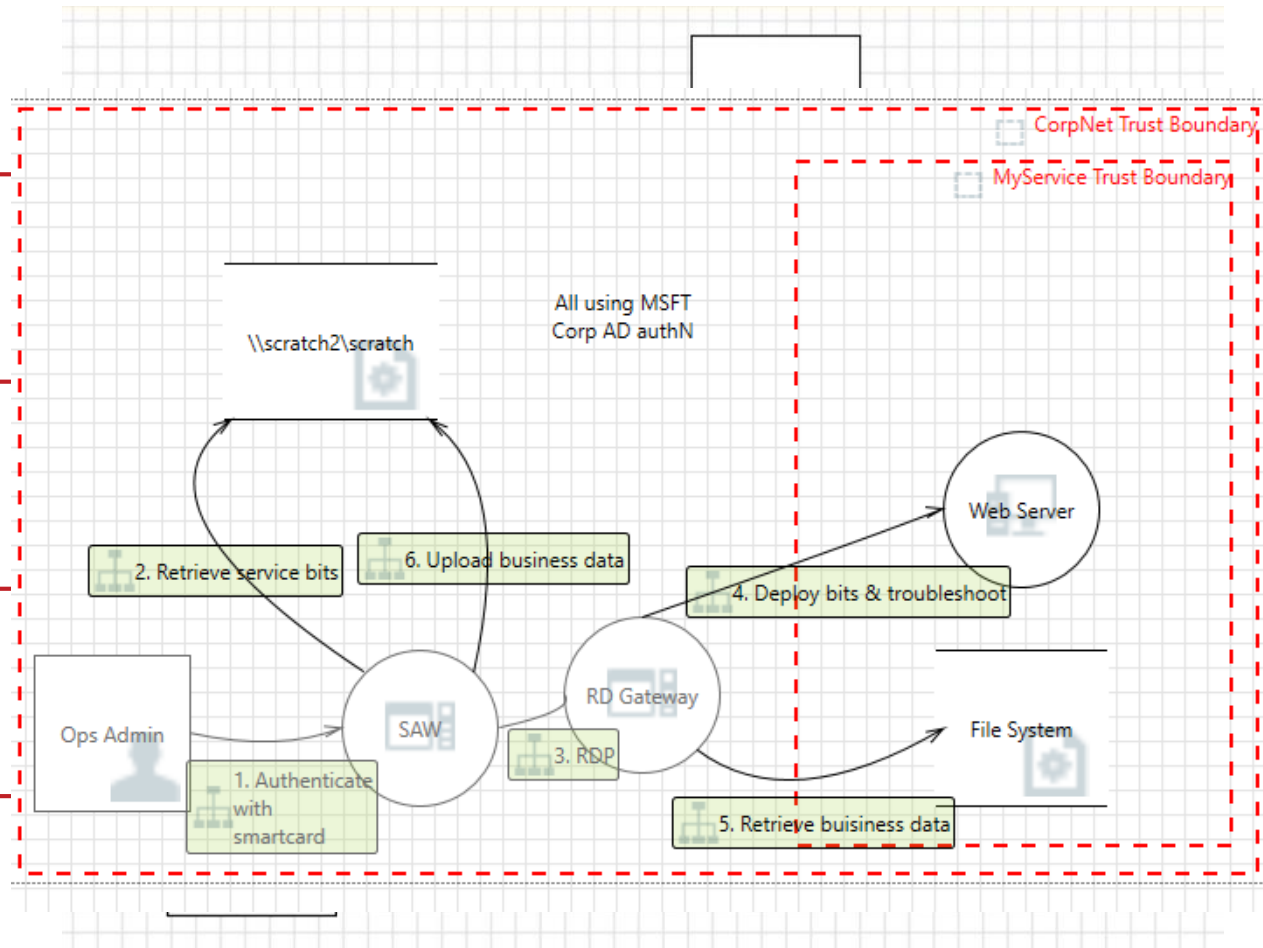 CorpNet Trust Boundary
MyService Trust Boundary
All using MSFT
Corp AD authN
\\scratch2\scratch
Web Server
6. Upload business data
2. Retrieve service bits
4. Deploy bits & troubleshoot
RD Gateway
Ops Admin
SAW
File System
3. RDP
1. Authenticate
with
smartcard
5. Retrieve buisiness data